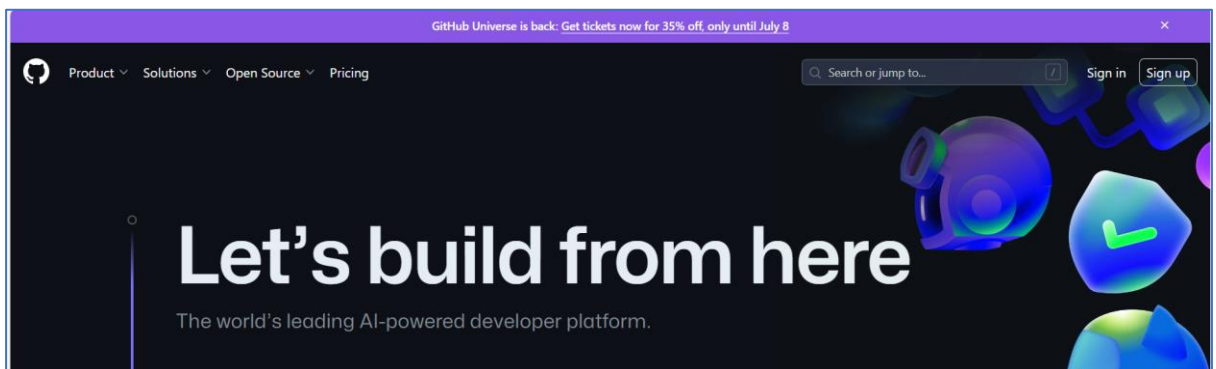 GitHub Universe is back: Get tickets now for 35% off, only until July 8 ×
Product Solutions Open Source Pricing Search or jump to... / Sign in Sign up
Let’s build from here
The world’s leading AI-powered developer platform.